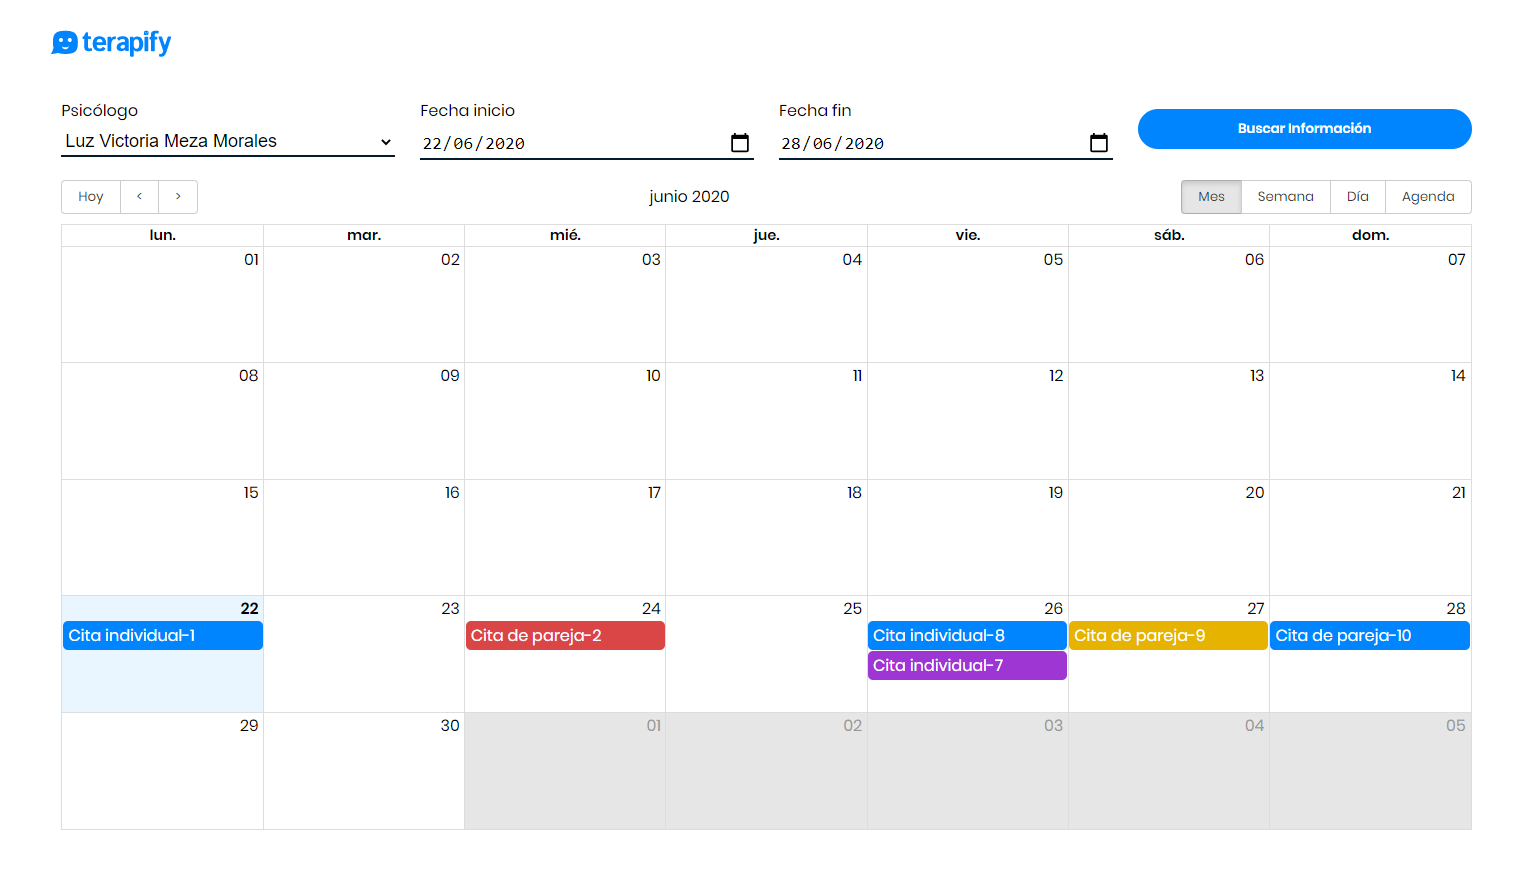 terapify
Psicólogo
Fecha inicio
Fecha fin
Luz Victoria Meza Morales
22/06/2020
28/06/2020
Buscar Información
Hoy < >
junio 2020
Mes Semana Día Agenda
lun. mar. mié. jue. vie. sáb. dom.
01 02 03 04 05 06 07
08 09 10 11 12 13 14
15 16 17 18 19 20 21
22 23 24 25 26 27 28
Cita individual-1 Cita de pareja-2 Cita individual-8 Cita de pareja-9 Cita de pareja-10
Cita individual-7
29 30 01 02 03 04 05